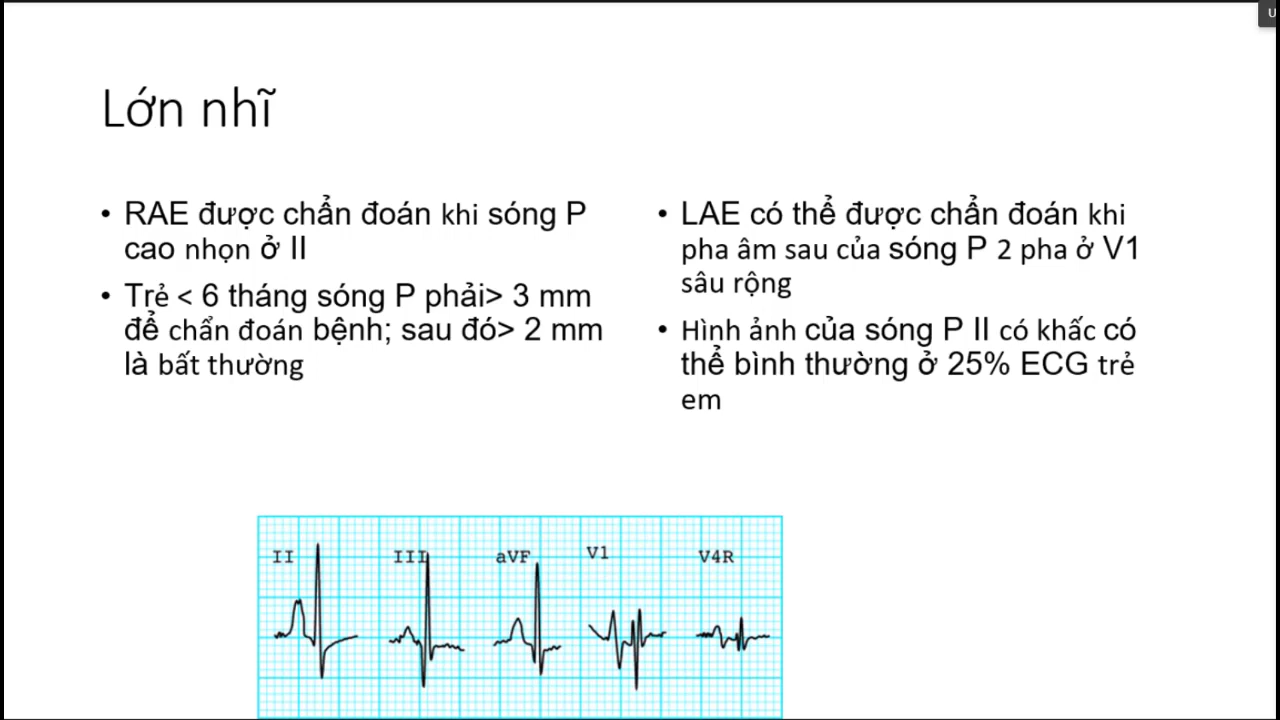 U
Lớn nhĩ
• RAE được chẩn đoán khi sóng P
cao nhọn ở II
• Trẻ < 6 tháng sóng P phải> 3 mm
để chẩn đoán bệnh; sau đó> 2 mm
là bất thường
• LAE có thể được chẩn đoán khi
pha âm sau của sóng P 2 pha ở V1
sâu rộng
• Hình ảnh của sóng P II có khấc có
thể bình thường ở 25% ECG trẻ
em
II III aVF V1 V4R